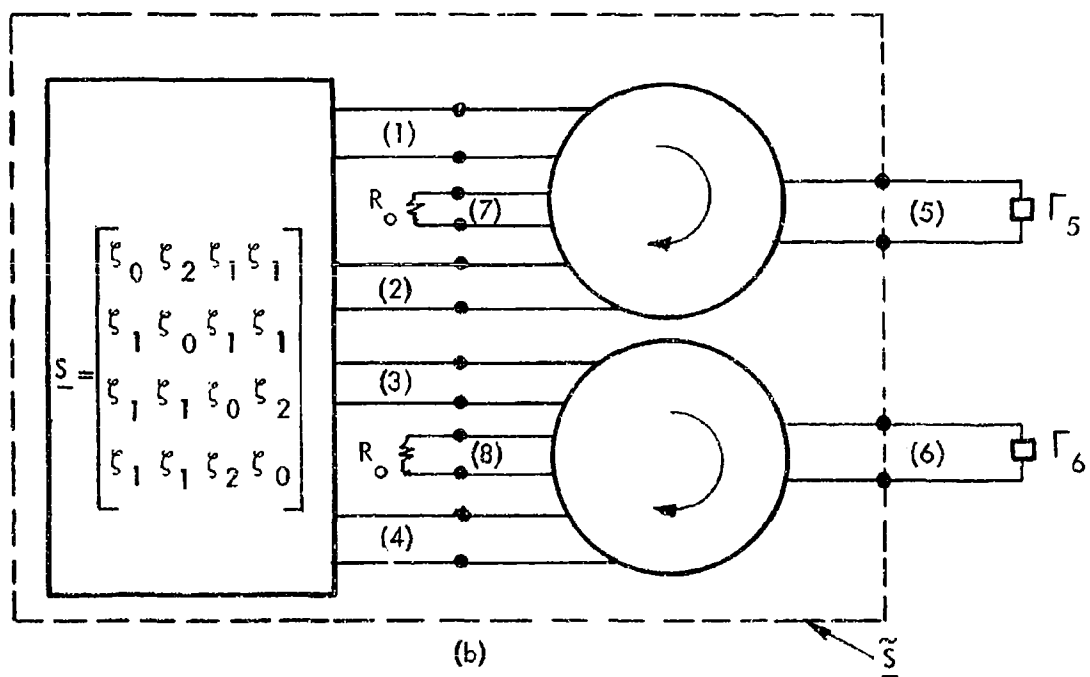 (1)
R₀ (7)
(5) Γ₅
(2)
ζ₀ ζ₂ ζ₁ ζ₁
ζ₁ ζ₀ ζ₁ ζ₁
S =
ζ₁ ζ₁ ζ₀ ζ₂
ζ₁ ζ₁ ζ₂ ζ₀
(3)
R₀ (8)
(6) Γ₆
(4)
(b)
S̃